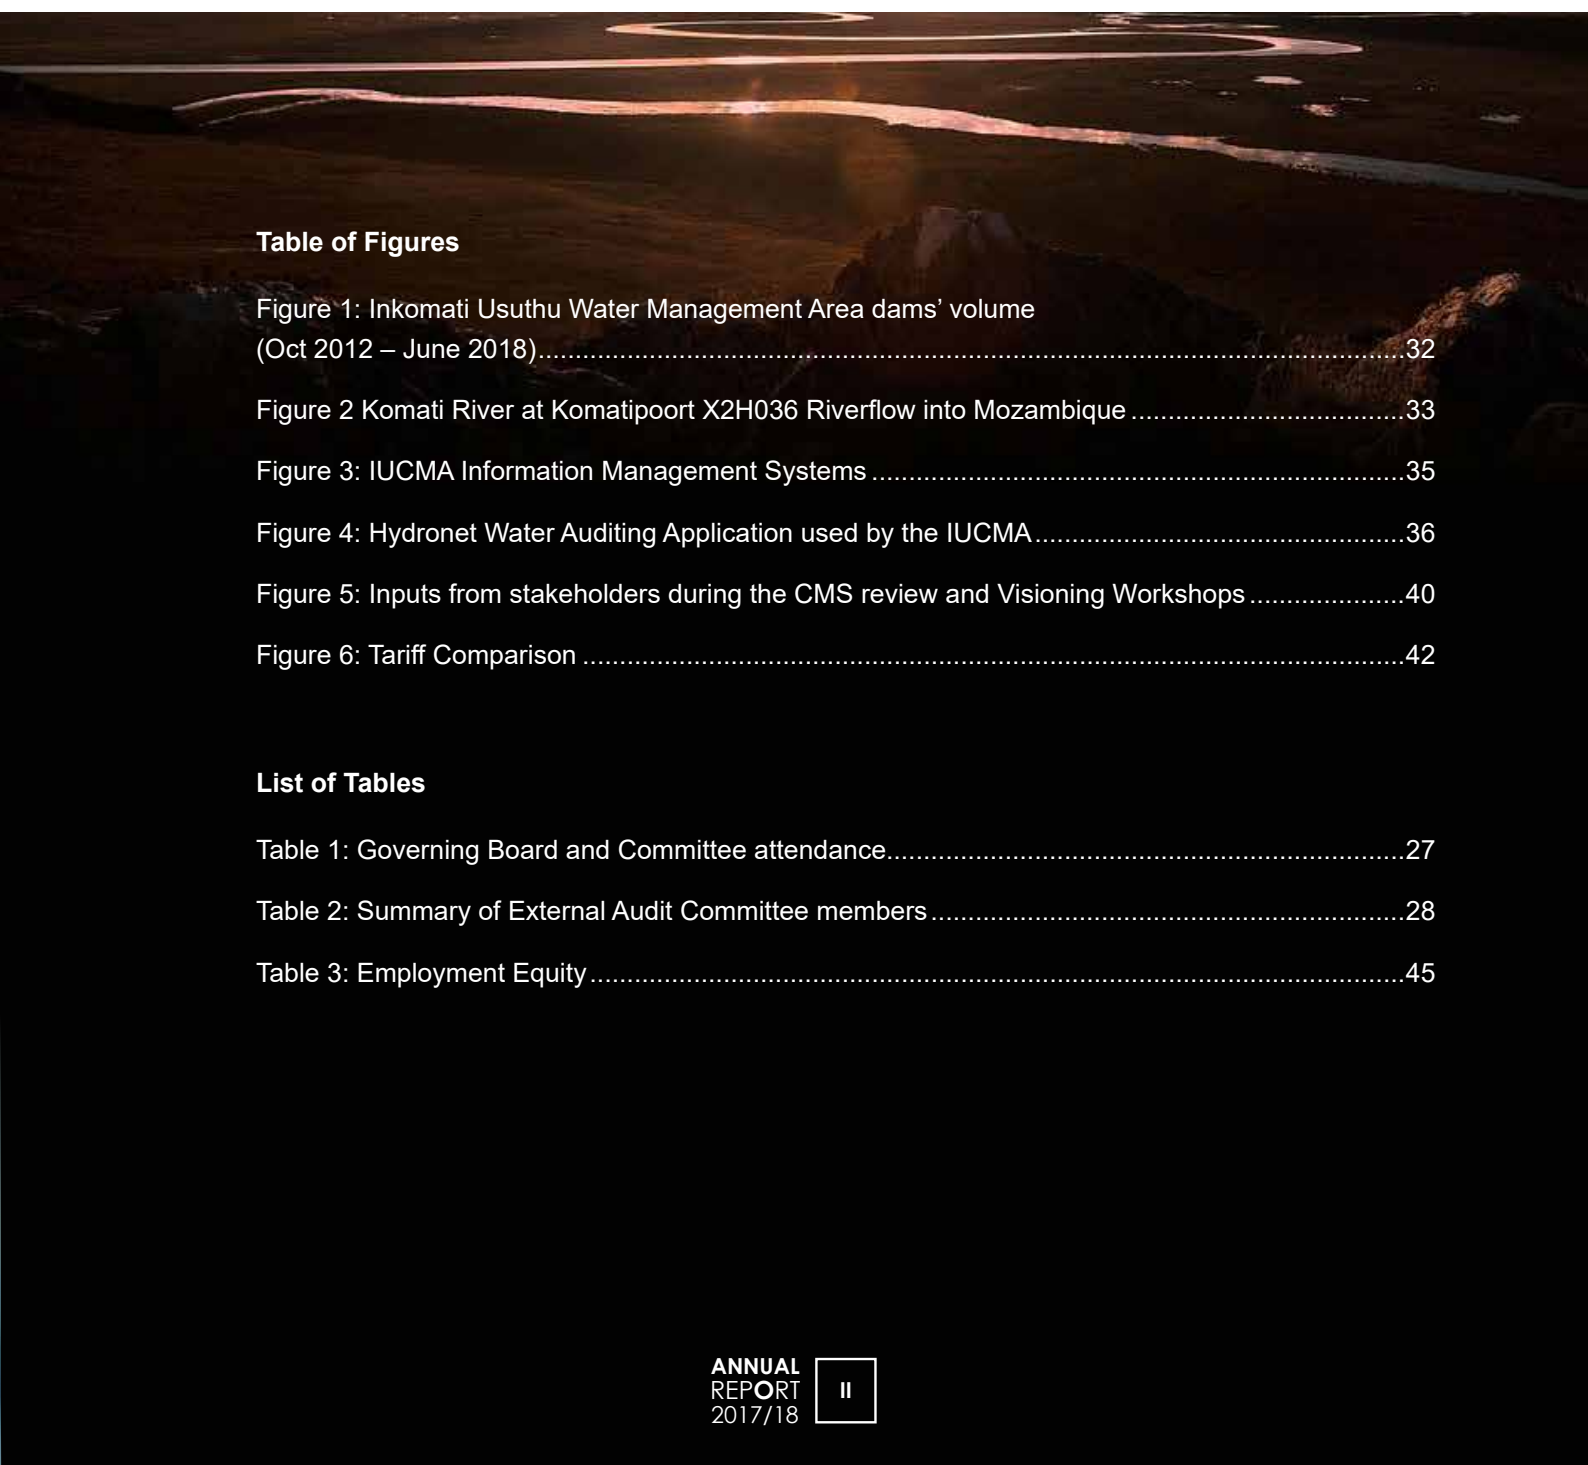 Table of Figures
Figure 1: Inkomati Usuthu Water Management Area dams’ volume
(Oct 2012 – June 2018)....................................................................................................................32
Figure 2 Komati River at Komatipoort X2H036 Riverflow into Mozambique.....................................33
Figure 3: IUCMA Information Management Systems.........................................................................35
Figure 4: Hydronet Water Auditing Application used by the IUCMA..................................................36
Figure 5: Inputs from stakeholders during the CMS review and Visioning Workshops.....................40
Figure 6: Tariff Comparison..............................................................................................................42
List of Tables
Table 1: Governing Board and Committee attendance.....................................................................27
Table 2: Summary of External Audit Committee members...............................................................28
Table 3: Employment Equity.............................................................................................................45
ANNUAL
REPORT
2017/18
II